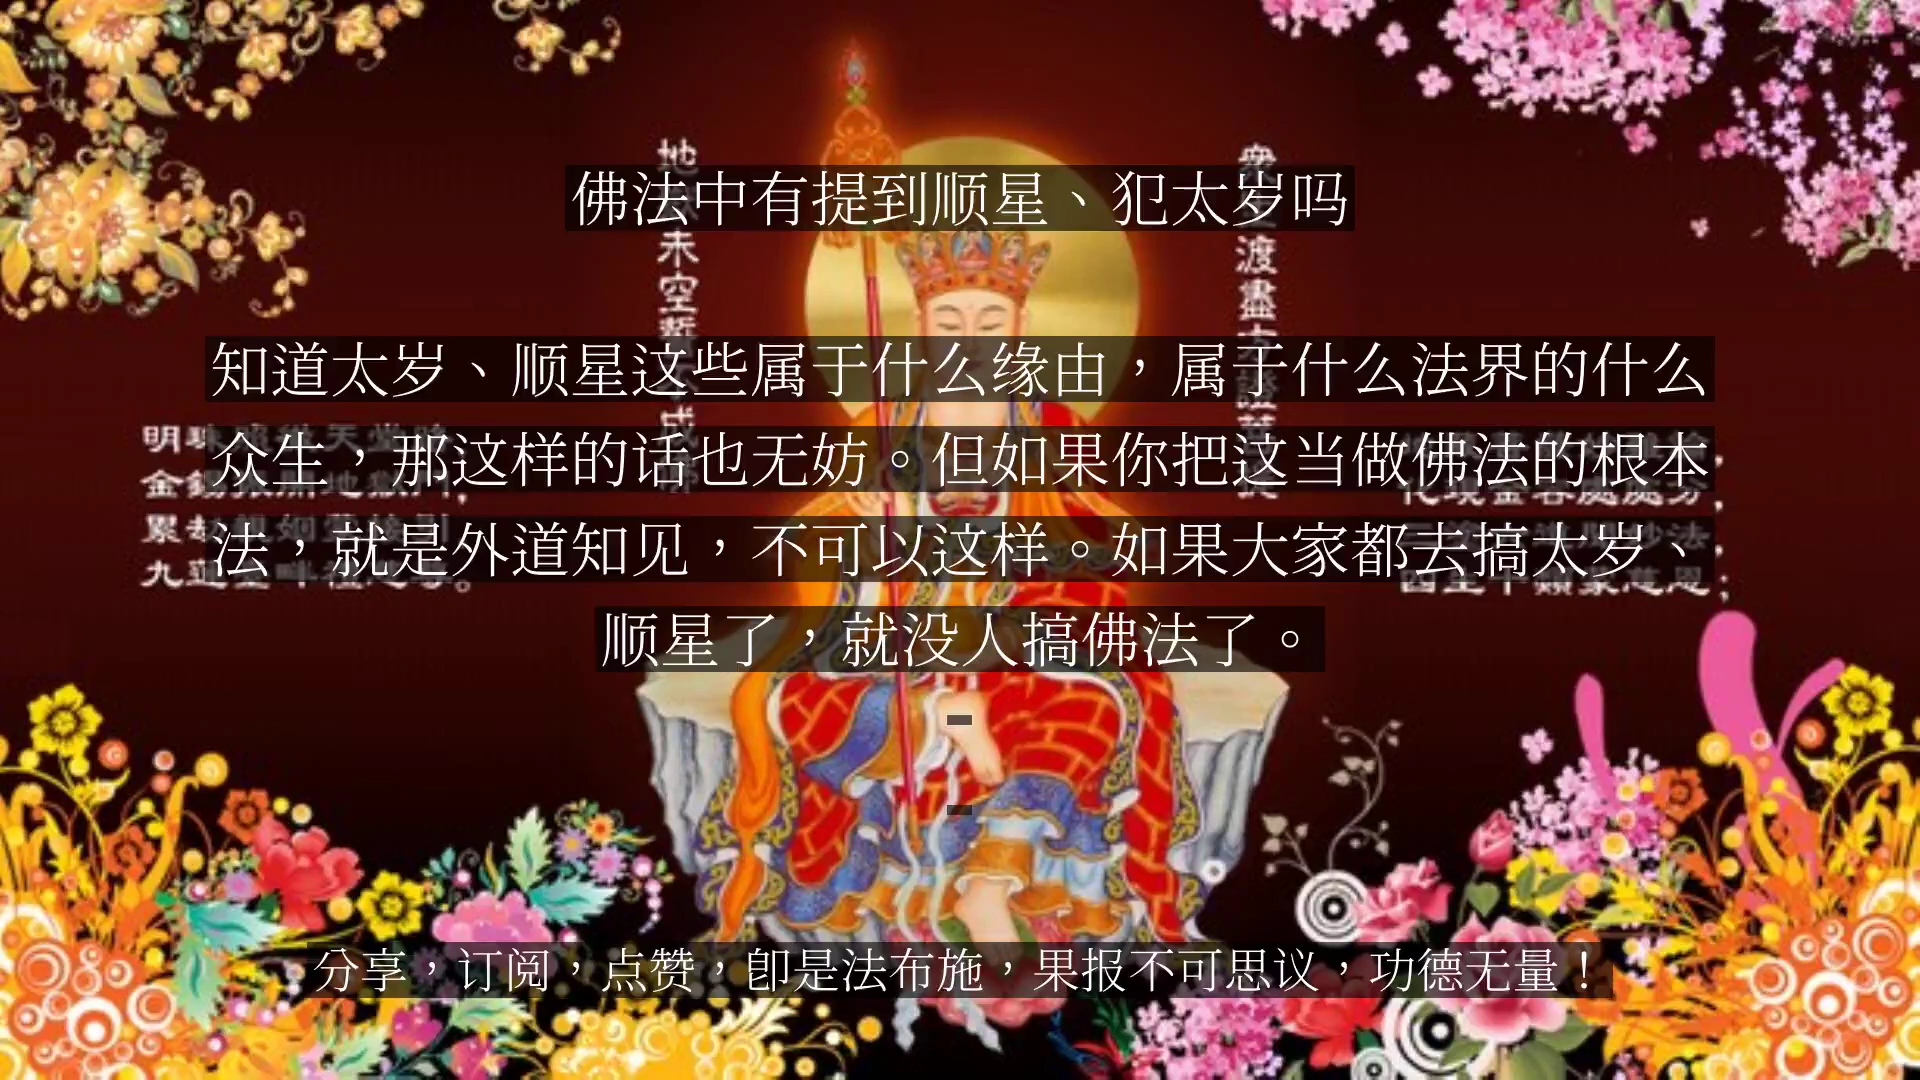 佛法中有提到顺星、犯太岁吗
知道太岁、顺星这些属于什么缘由，属于什么法界的什么
众生，那这样的话也无妨。但如果你把这当做佛法的根本
法，就是外道知见，不可以这样。如果大家都去搞太岁、
顺星了，就没人搞佛法了。
分享，订阅，点赞，即是法布施，果报不可思议，功德无量！